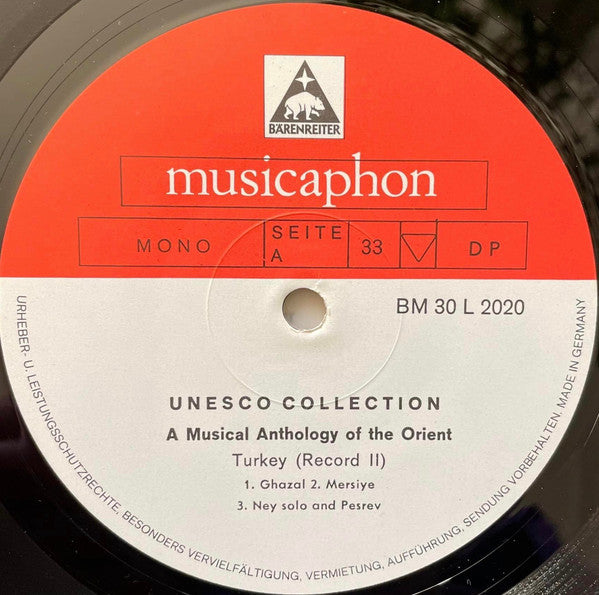 BÄRENREITER
musicaphon
MONO
SEITE
A
33
DP
BM 30 L 2020
UNESCO COLLECTION
A Musical Anthology of the Orient
Turkey (Record II)
1. Ghazal 2. Mersiye
3. Ney solo and Pesrev
URHEBER- U. LEISTUNGSSCHUTZRECHTE, BESONDERS VERVIELFÄLTIGUNG, VERMIETUNG, AUFFÜHRUNG, SENDUNG VORBEHALTEN. MADE IN GERMANY